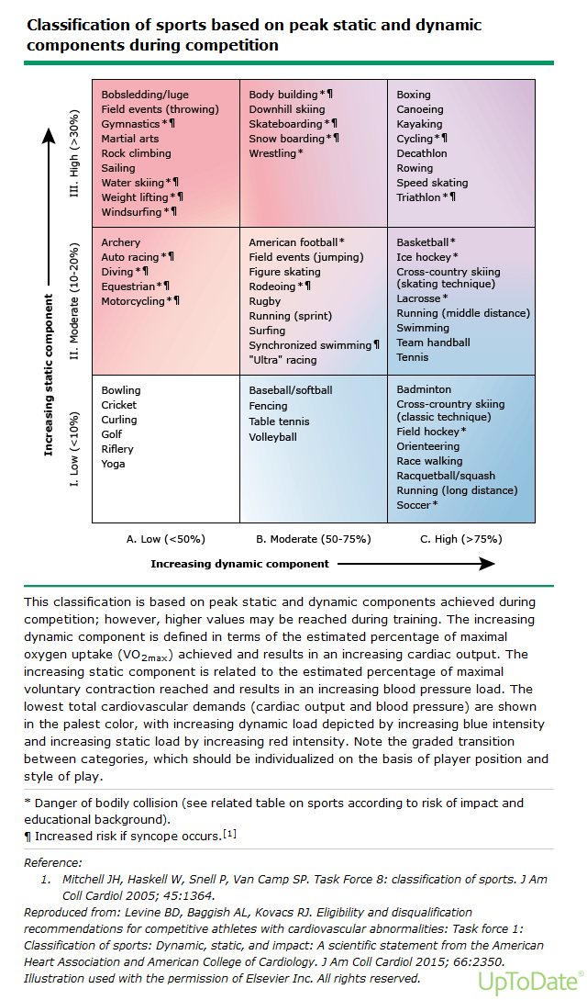 Classification of sports based on peak static and dynamic
components during competition
Increasing static component
III. High (>30%)
Bobsledding/luge
Field events (throwing)
Gymnastics*¶
Martial arts
Rock climbing
Sailing
Water skiing*¶
Weight lifting*¶
Windsurfing*¶
Body building*¶
Downhill skiing
Skateboarding*¶
Snow boarding*¶
Wrestling*
Boxing
Canoeing
Kayaking
Cycling*¶
Decathlon
Rowing
Speed skating
Triathlon*¶
II. Moderate (10-20%)
Archery
Auto racing*¶
Diving*¶
Equestrian*¶
Motorcycling*¶
American football*
Field events (jumping)
Figure skating
Rodeoing*¶
Rugby
Running (sprint)
Surfing
Synchronized swimming¶
"Ultra" racing
Basketball*
Ice hockey*
Cross-country skiing
(skating technique)
Lacrosse*
Running (middle distance)
Swimming
Team handball
Tennis
I. Low (<10%)
Bowling
Cricket
Curling
Golf
Riflery
Yoga
Baseball/softball
Fencing
Table tennis
Volleyball
Badminton
Cross-crountry skiing
(classic technique)
Field hockey*
Orienteering
Race walking
Racquetball/squash
Running (long distance)
Soccer*
A. Low (<50%)
B. Moderate (50-75%)
C. High (>75%)
Increasing dynamic component
This classification is based on peak static and dynamic components achieved during
competition; however, higher values may be reached during training. The increasing
dynamic component is defined in terms of the estimated percentage of maximal
oxygen uptake (VO2max) achieved and results in an increasing cardiac output. The
increasing static component is related to the estimated percentage of maximal
voluntary contraction reached and results in an increasing blood pressure load. The
lowest total cardiovascular demands (cardiac output and blood pressure) are shown
in the palest color, with increasing dynamic load depicted by increasing blue intensity
and increasing static load by increasing red intensity. Note the graded transition
between categories, which should be individualized on the basis of player position and
style of play.
* Danger of bodily collision (see related table on sports according to risk of impact and
educational background).
¶ Increased risk if syncope occurs.[1]
Reference:
1. Mitchell JH, Haskell W, Snell P, Van Camp SP. Task Force 8: classification of sports. J Am
Coll Cardiol 2005; 45:1364.
Reproduced from: Levine BD, Baggish AL, Kovacs RJ. Eligibility and disqualification
recommendations for competitive athletes with cardiovascular abnormalities: Task force 1:
Classification of sports: Dynamic, static, and impact: A scientific statement from the American
Heart Association and American College of Cardiology. J Am Coll Cardiol 2015; 66:2350.
Illustration used with the permission of Elsevier Inc. All rights reserved.
UpToDate®